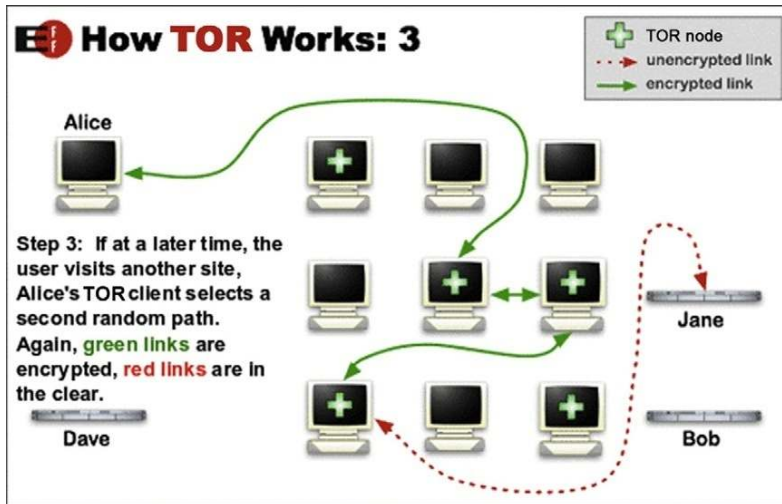 EFF How TOR Works: 3
TOR node
unencrypted link
encrypted link
Alice
Step 3: If at a later time, the
user visits another site,
Alice's TOR client selects a
second random path.
Again, green links are
encrypted, red links are in
the clear.
Jane
Dave
Bob